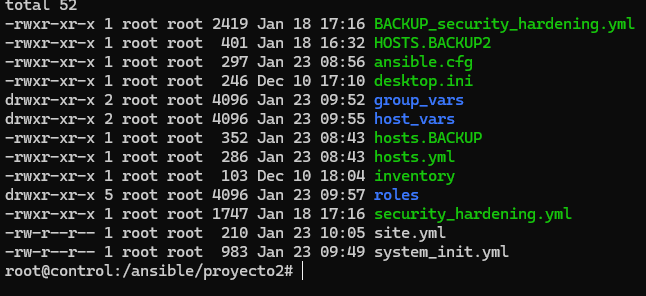 total 52
-rwxr-xr-x 1 root root 2419 Jan 18 17:16 BACKUP_security_hardening.yml
-rwxr-xr-x 1 root root  401 Jan 18 16:32 HOSTS.BACKUP2
-rwxr-xr-x 1 root root  297 Jan 23 08:56 ansible.cfg
-rwxr-xr-x 1 root root  246 Dec 10 17:10 desktop.ini
drwxr-xr-x 2 root root 4096 Jan 23 09:52 group_vars
drwxr-xr-x 2 root root 4096 Jan 23 09:55 host_vars
-rwxr-xr-x 1 root root  352 Jan 23 08:43 hosts.BACKUP
-rwxr-xr-x 1 root root  286 Jan 23 08:43 hosts.yml
-rwxr-xr-x 1 root root  103 Dec 10 18:04 inventory
drwxr-xr-x 5 root root 4096 Jan 23 09:57 roles
-rwxr-xr-x 1 root root 1747 Jan 18 17:16 security_hardening.yml
-rw-r--r-- 1 root root  210 Jan 23 10:05 site.yml
-rw-r--r-- 1 root root  983 Jan 23 09:49 system_init.yml
root@control:/ansible/proyecto2#